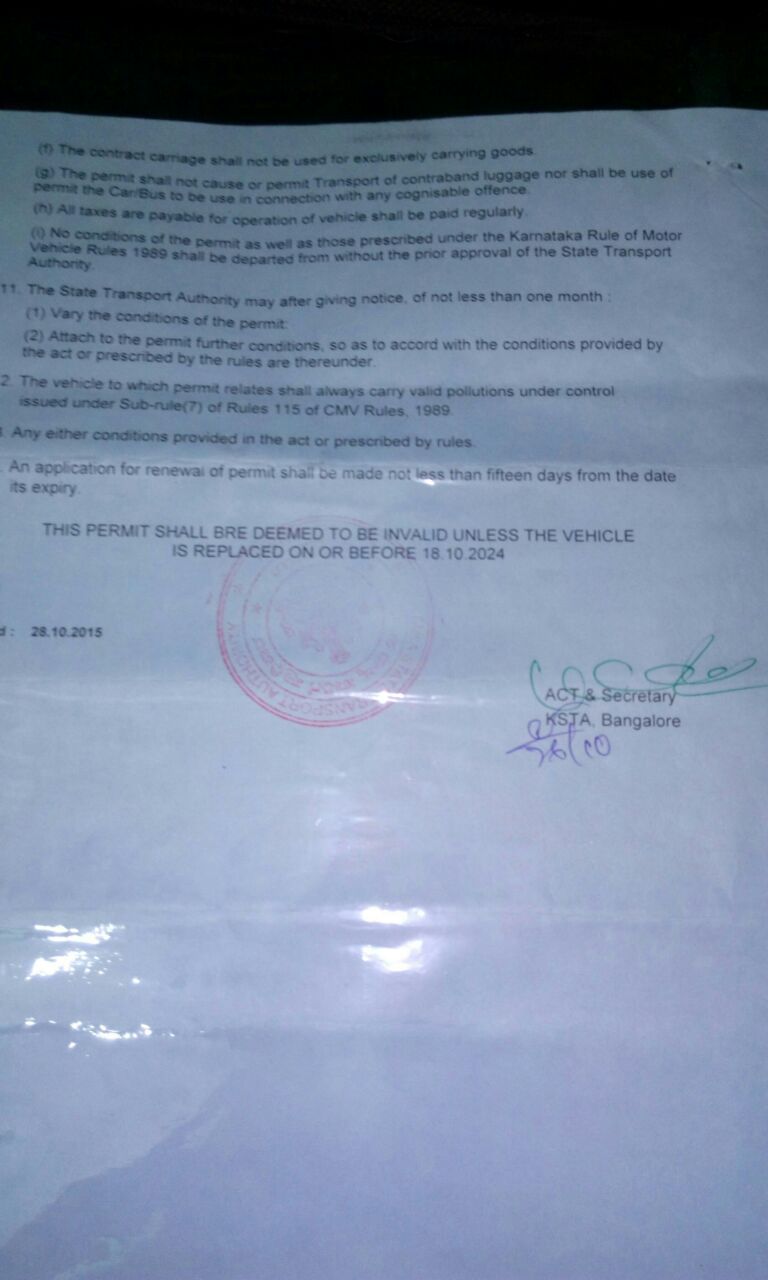 (f) The contract carriage shall not be used for exclusively carrying goods.
(g) The permit shall not cause or permit Transport of contraband luggage nor shall be use of
permit the Car/Bus to be use in connection with any cognisable offence.
(h) All taxes are payable for operation of vehicle shall be paid regularly.
(i) No conditions of the permit as well as those prescribed under the Karnataka Rule of Motor
Vehicle Rules 1989 shall be departed from without the prior approval of the State Transport
Authority.
11. The State Transport Authority may after giving notice, of not less than one month :
(1) Vary the conditions of the permit:
(2) Attach to the permit further conditions, so as to accord with the conditions provided by
the act or prescribed by the rules are thereunder.
2. The vehicle to which permit relates shall always carry valid pollutions under control
issued under Sub-rule(7) of Rules 115 of CMV Rules, 1989.
. Any either conditions provided in the act or prescribed by rules.
. An application for renewal of permit shall be made not less than fifteen days from the date
its expiry.
THIS PERMIT SHALL BRE DEEMED TO BE INVALID UNLESS THE VEHICLE
IS REPLACED ON OR BEFORE 18.10.2024
d : 28.10.2015
TRANSPORT AUTHORITY
ACT & Secretary
KSTA, Bangalore
28/10